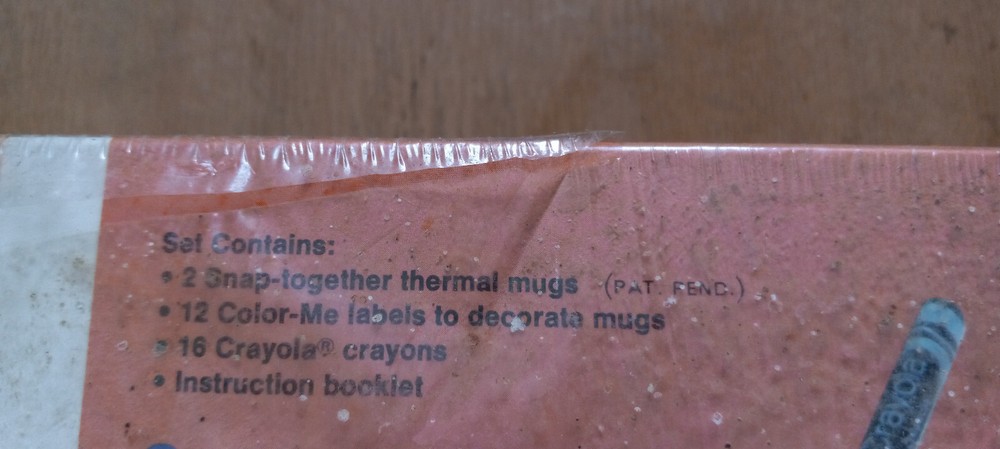 Set Contains:
• 2 Snap-together thermal mugs (PAT. PEND.)
• 12 Color-Me labels to decorate mugs
• 16 Crayola® crayons
• Instruction booklet
Crayola